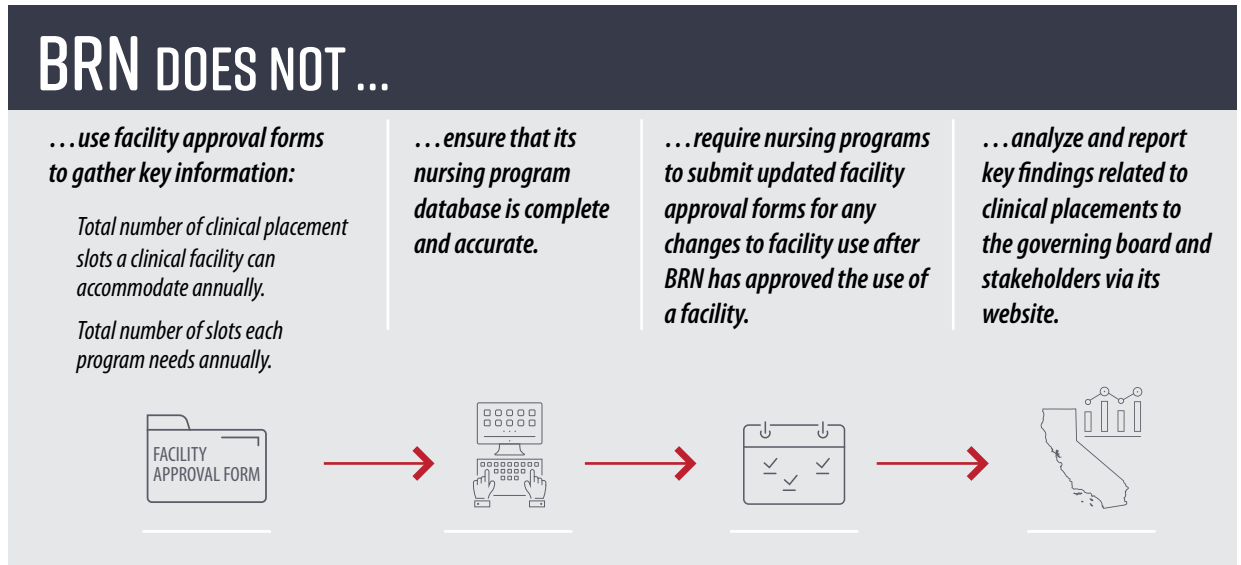 BRN DOES NOT ...
...use facility approval forms
to gather key information:
Total number of clinical placement
slots a clinical facility can
accommodate annually.
Total number of slots each
program needs annually.
...ensure that its
nursing program
database is complete
and accurate.
...require nursing programs
to submit updated facility
approval forms for any
changes to facility use after
BRN has approved the use of
a facility.
...analyze and report
key findings related to
clinical placements to
the governing board and
stakeholders via its
website.
FACILITY
APPROVAL FORM